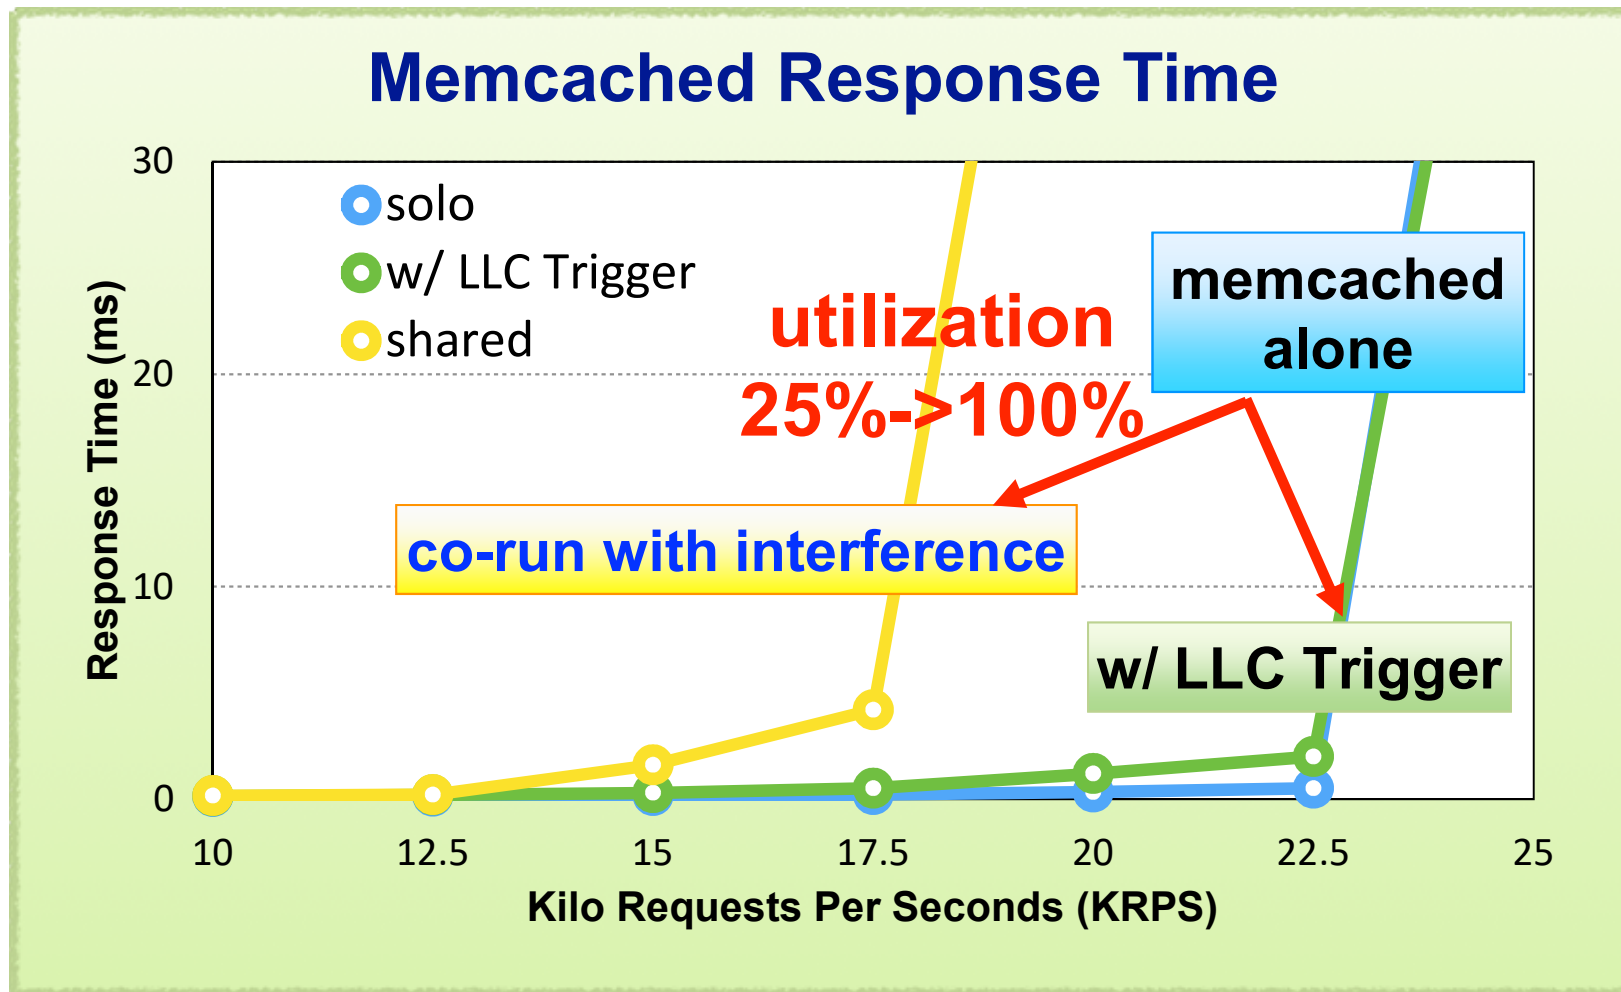 Memcached Response Time
30
20
10
0
Response Time (ms)
solo
w/ LLC Trigger
shared
utilization
25%->100%
memcached
alone
co-run with interference
w/ LLC Trigger
10 12.5 15 17.5 20 22.5 25
Kilo Requests Per Seconds (KRPS)